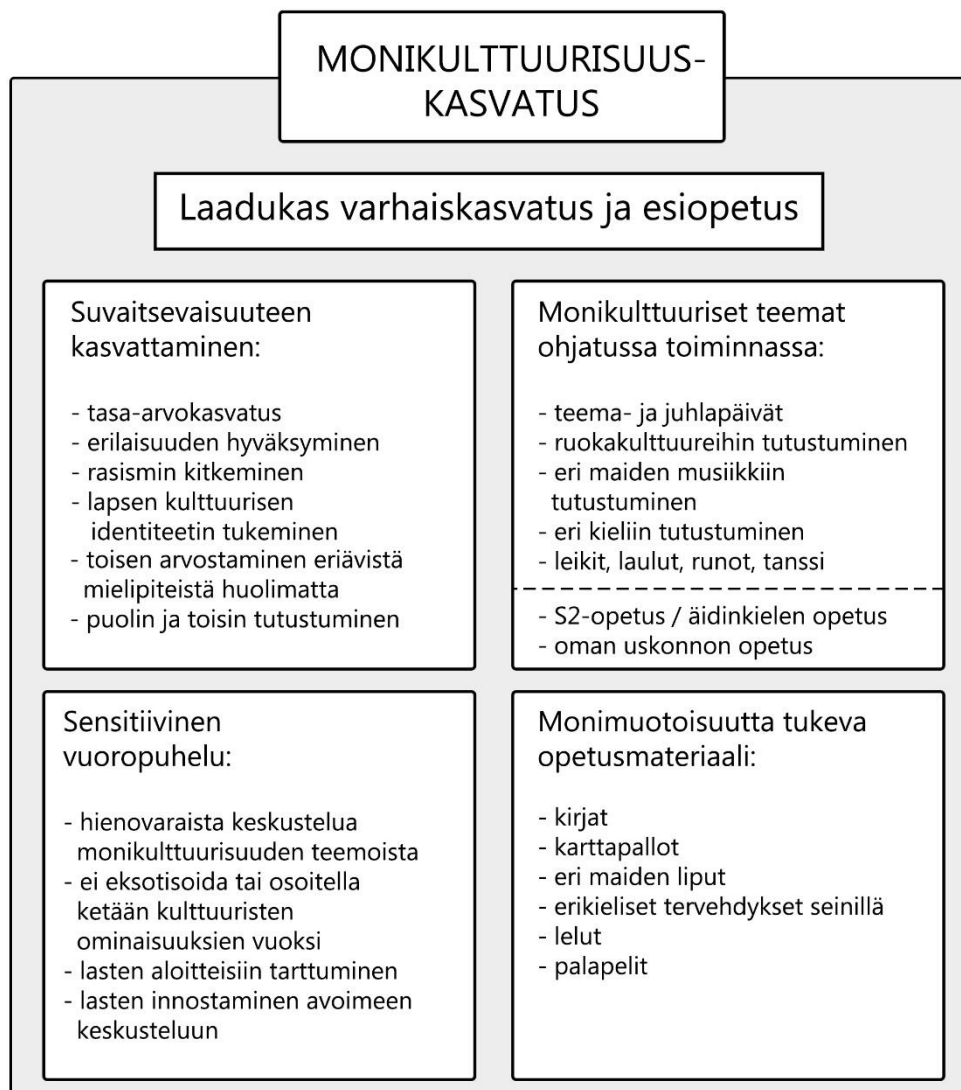 MONIKULTTUURISUUS-
KASVATUS
Laadukas varhaiskasvatus ja esiopetus
Suvaitsevaisuuteen
kasvattaminen:
- tasa-arvokasvatus
- erilaisuuden hyväksyminen
- rasismin kitkeminen
- lapsen kulttuurisen
identiteetin tukeminen
- toisen arvostaminen eriävistä
mielipiteistä huolimatta
- puolin ja toisin tutustuminen
Monikulttuuriset teemat
ohjatussa toiminnassa:
- teema- ja juhlapäivät
- ruokakulttuureihin tutustuminen
- eri maiden musiikkiin
tutustuminen
- eri kieliin tutustuminen
- leikit, laulut, runot, tanssi
- S2-opetus / äidinkielen opetus
- oman uskonnon opetus
Sensitiivinen
vuoropuhelu:
- hienovaraista keskustelua
monikulttuurisuuden teemoista
- ei eksotisoida tai osoitella
ketään kulttuuristen
ominaisuuksien vuoksi
- lasten aloitteisiin tarttuminen
- lasten innostaminen avoimeen
keskusteluun
Monimuotoisuutta tukeva
opetusmateriaali:
- kirjat
- karttapallot
- eri maiden liput
- erikieliset tervehdykset seinillä
- lelut
- palapelit